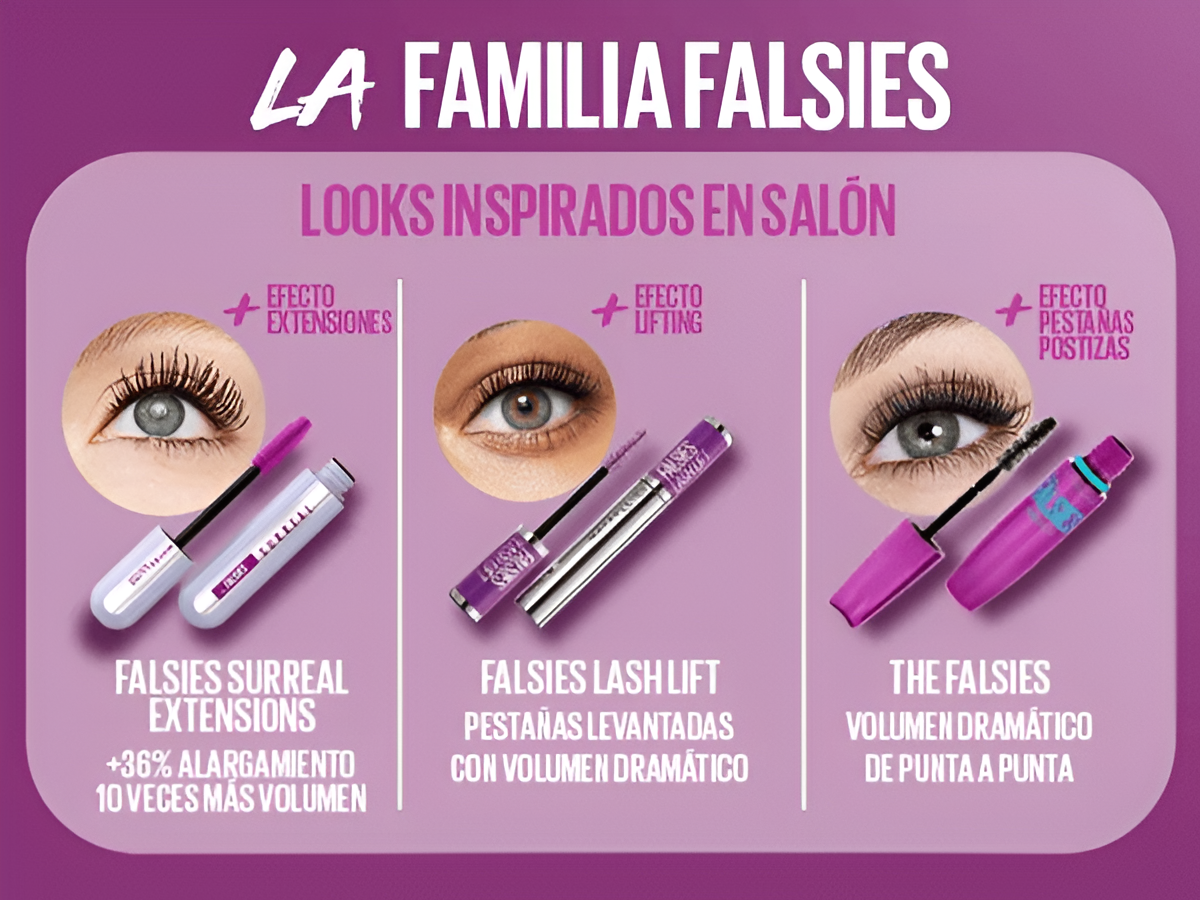 LA FAMILIA FALSIES
LOOKS INSPIRADOS EN SALÓN
+ EFECTO
EXTENSIONES
FALSIES SURREAL
EXTENSIONS
+36% ALARGAMIENTO
10 VECES MÁS VOLUMEN
+ EFECTO
LIFTING
FALSIES LASH LIFT
PESTAÑAS LEVANTADAS
CON VOLUMEN DRAMÁTICO
+ EFECTO
PESTAÑAS
POSTIZAS
THE FALSIES
VOLUMEN DRAMÁTICO
DE PUNTA A PUNTA